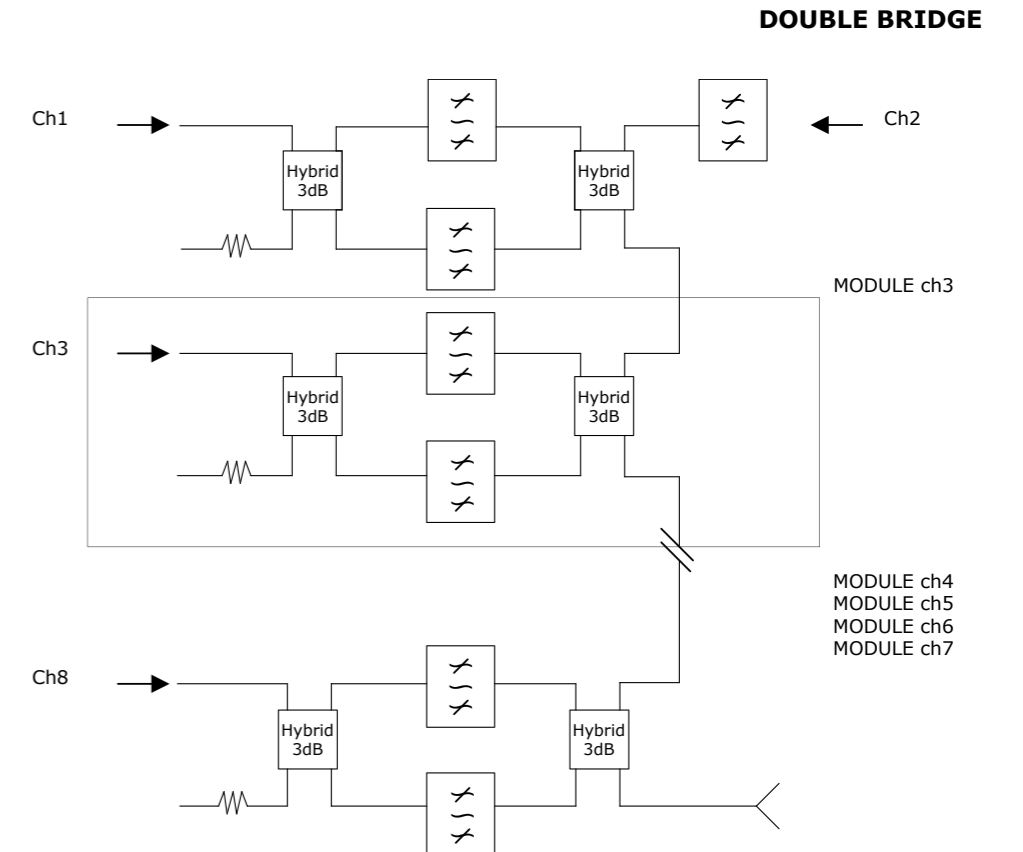 DOUBLE BRIDGE
Ch1
Ch2
Hybrid
3dB
Hybrid
3dB
MODULE ch3
Ch3
Hybrid
3dB
Hybrid
3dB
MODULE ch4
MODULE ch5
MODULE ch6
MODULE ch7
Ch8
Hybrid
3dB
Hybrid
3dB